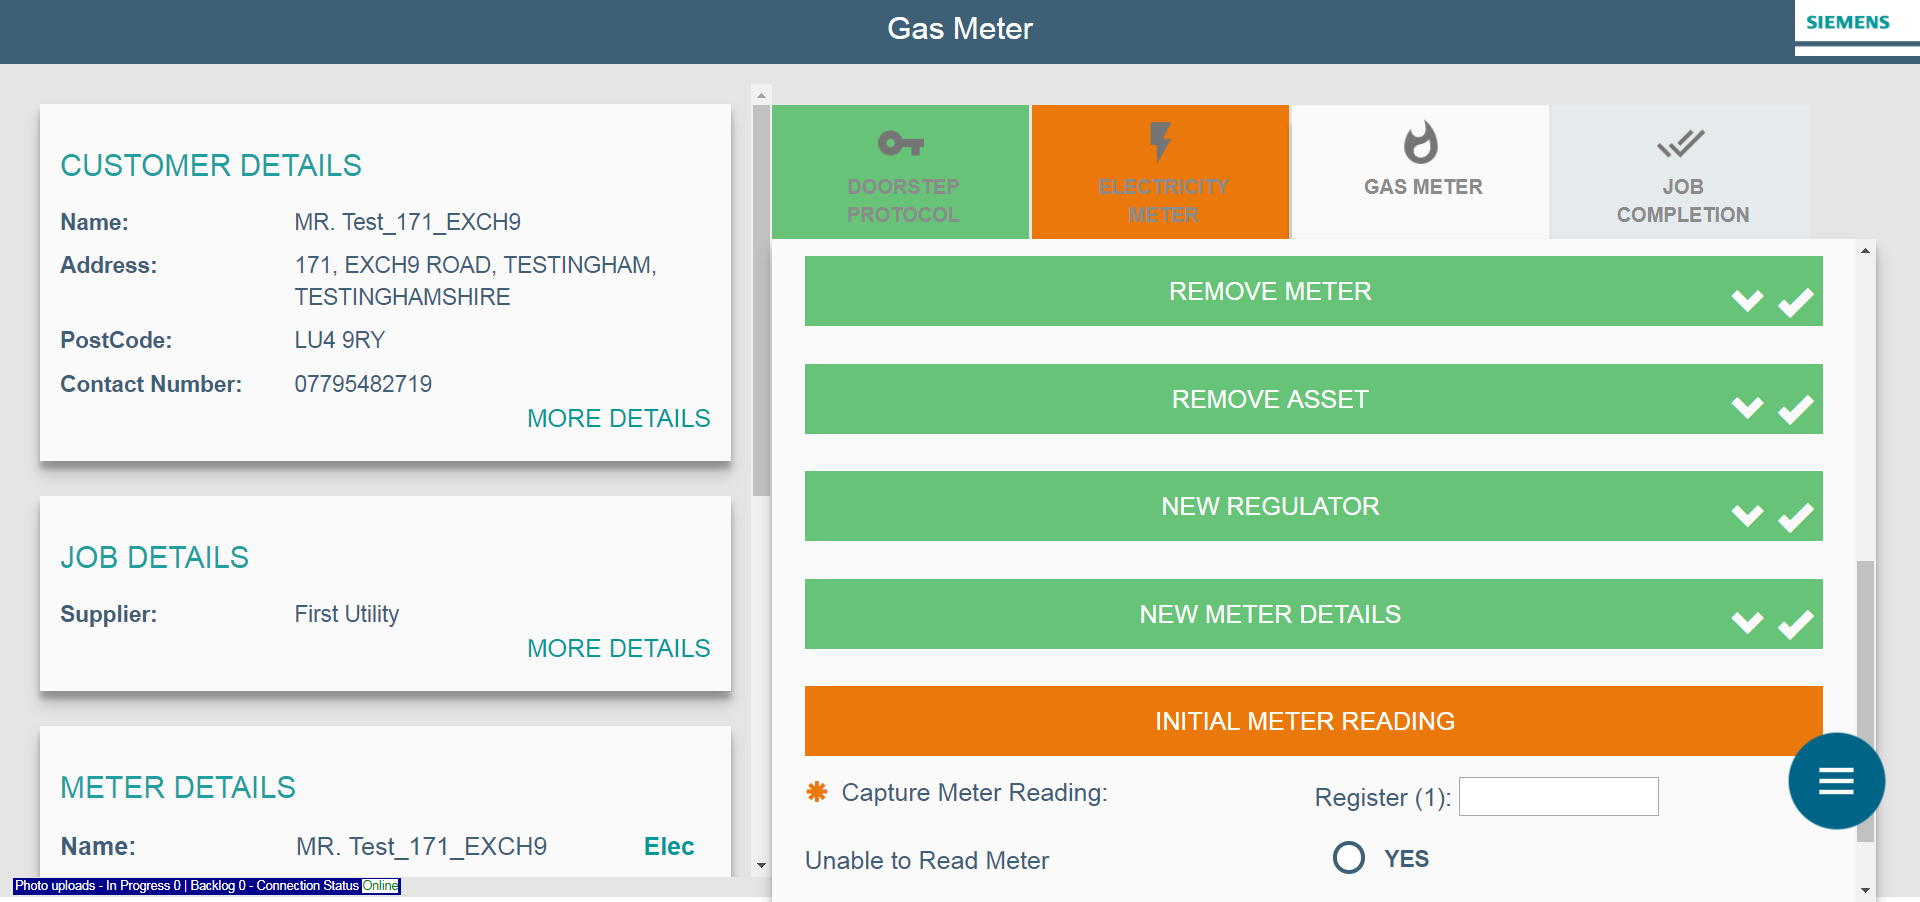 Gas Meter
SIEMENS
CUSTOMER DETAILS
Name: MR. Test_171_EXCH9
Address: 171, EXCH9 ROAD, TESTINGHAM,
TESTINGHAMSHIRE
PostCode: LU4 9RY
Contact Number: 07795482719
MORE DETAILS
JOB DETAILS
Supplier: First Utility
MORE DETAILS
METER DETAILS
Name: MR. Test_171_EXCH9 Elec
Photo uploads - In Progress 0 | Backlog 0 - Connection Status Online
DOORSTEP
PROTOCOL
ELECTRICITY
METER
GAS METER
JOB
COMPLETION
REMOVE METER
REMOVE ASSET
NEW REGULATOR
NEW METER DETAILS
INITIAL METER READING
Capture Meter Reading: Register (1):
Unable to Read Meter YES